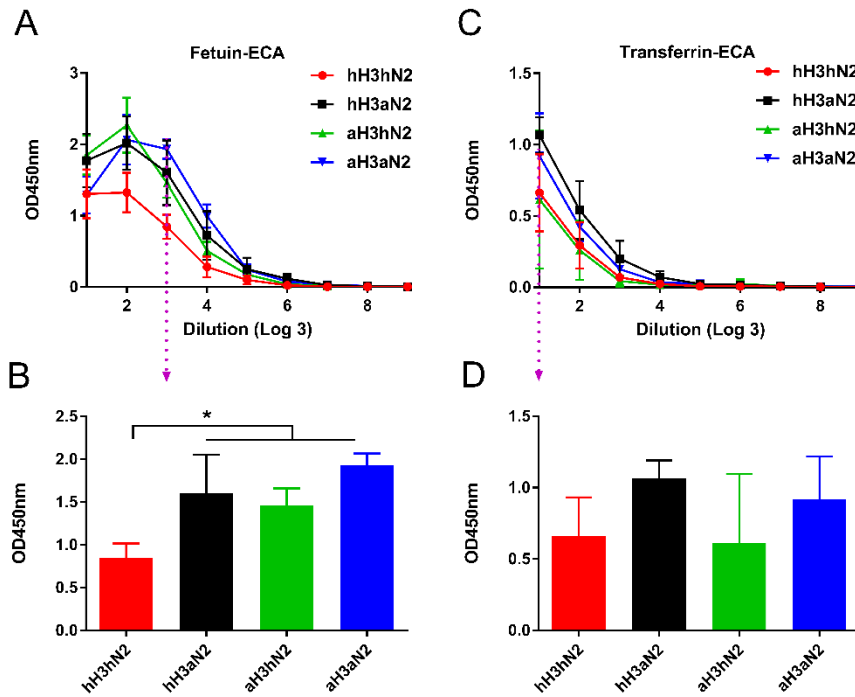 A
Fetuin-ECA
hH3hN2
hH3aN2
aH3hN2
aH3aN2
OD450nm
3
2
1
0
2 4 6 8
Dilution (Log 3)
C
Transferrin-ECA
hH3hN2
hH3aN2
aH3hN2
aH3aN2
OD450nm
1.5
1.0
0.5
0.0
2 4 6 8
Dilution (Log 3)
B
*
OD450nm
2.5
2.0
1.5
1.0
0.5
0.0
hH3hN2
hH3aN2
aH3hN2
aH3aN2
D
OD450nm
1.5
1.0
0.5
0.0
hH3hN2
hH3aN2
aH3hN2
aH3aN2